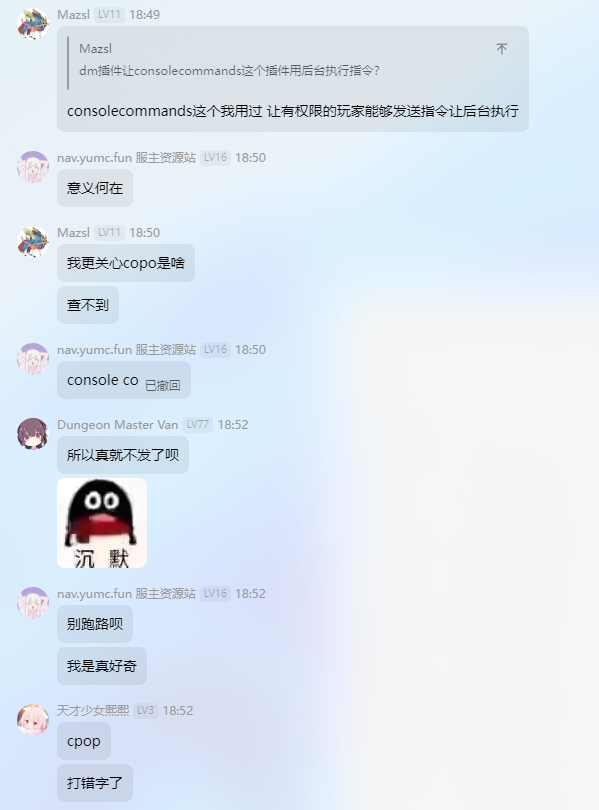 Mazsl LV11 18:49
Mazsl
dm插件让consolecommands这个插件用后台执行指令?
consolecommands这个我用过 让有权限的玩家能够发送指令让后台执行
nav.yumc.fun 服主资源站 LV16 18:50
意义何在
Mazsl LV11 18:50
我更关心copo是啥
查不到
nav.yumc.fun 服主资源站 LV16 18:50
console co 已撤回
Dungeon Master Van LV77 18:52
所以真就不发了呗
沉 默
nav.yumc.fun 服主资源站 LV16 18:52
别跑路呗
我是真好奇
天才少女熙熙 LV3 18:52
cpop
打错字了